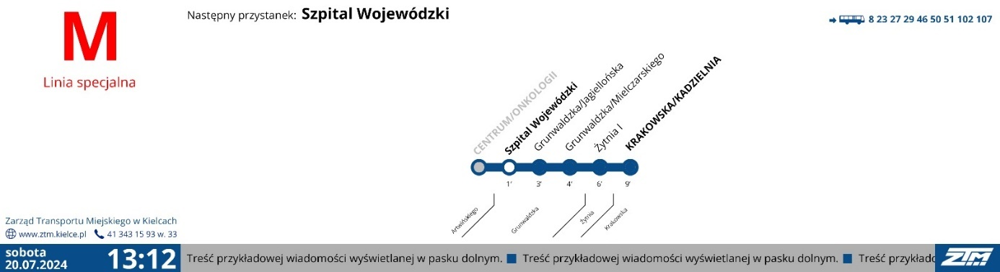 M
Linia specjalna
Następny przystanek: Szpital Wojewódzki
8 23 27 29 46 50 51 102 107
CENTRUM/ONKOLOGII
Szpital Wojewódzki
Grunwaldzka/Jagiellońska
Grunwaldzka/Mielczarskiego
Żytnia I
KRAKOWSKA/KADZIELNIA
1' 3' 4' 6' 9'
Artwińskiego
Grunwaldzka
Żytnia
Krakowska
Zarząd Transportu Miejskiego w Kielcach
www.ztm.kielce.pl 41 343 15 93 w. 33
sobota
20.07.2024
13:12
Treść przykładowej wiadomości wyświetlanej w pasku dolnym. Treść przykładowej wiadomości wyświetlanej w pasku dolnym. Treść przykłado
ZTM